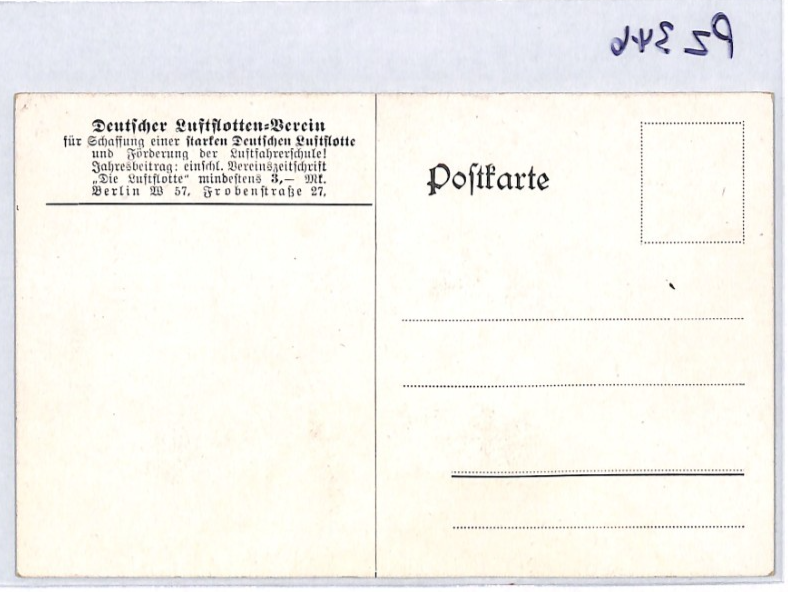 PZ 346
Deutscher Luftflotten=Verein
für Schaffung einer starken Deutschen Luftflotte
und Förderung der Luftfahrerschule!
Jahresbeitrag: einschl. Vereinszeitschrift
„Die Luftflotte“ mindestens 3,— Mk.
Berlin W 57, Frobenstraße 27.
Postkarte